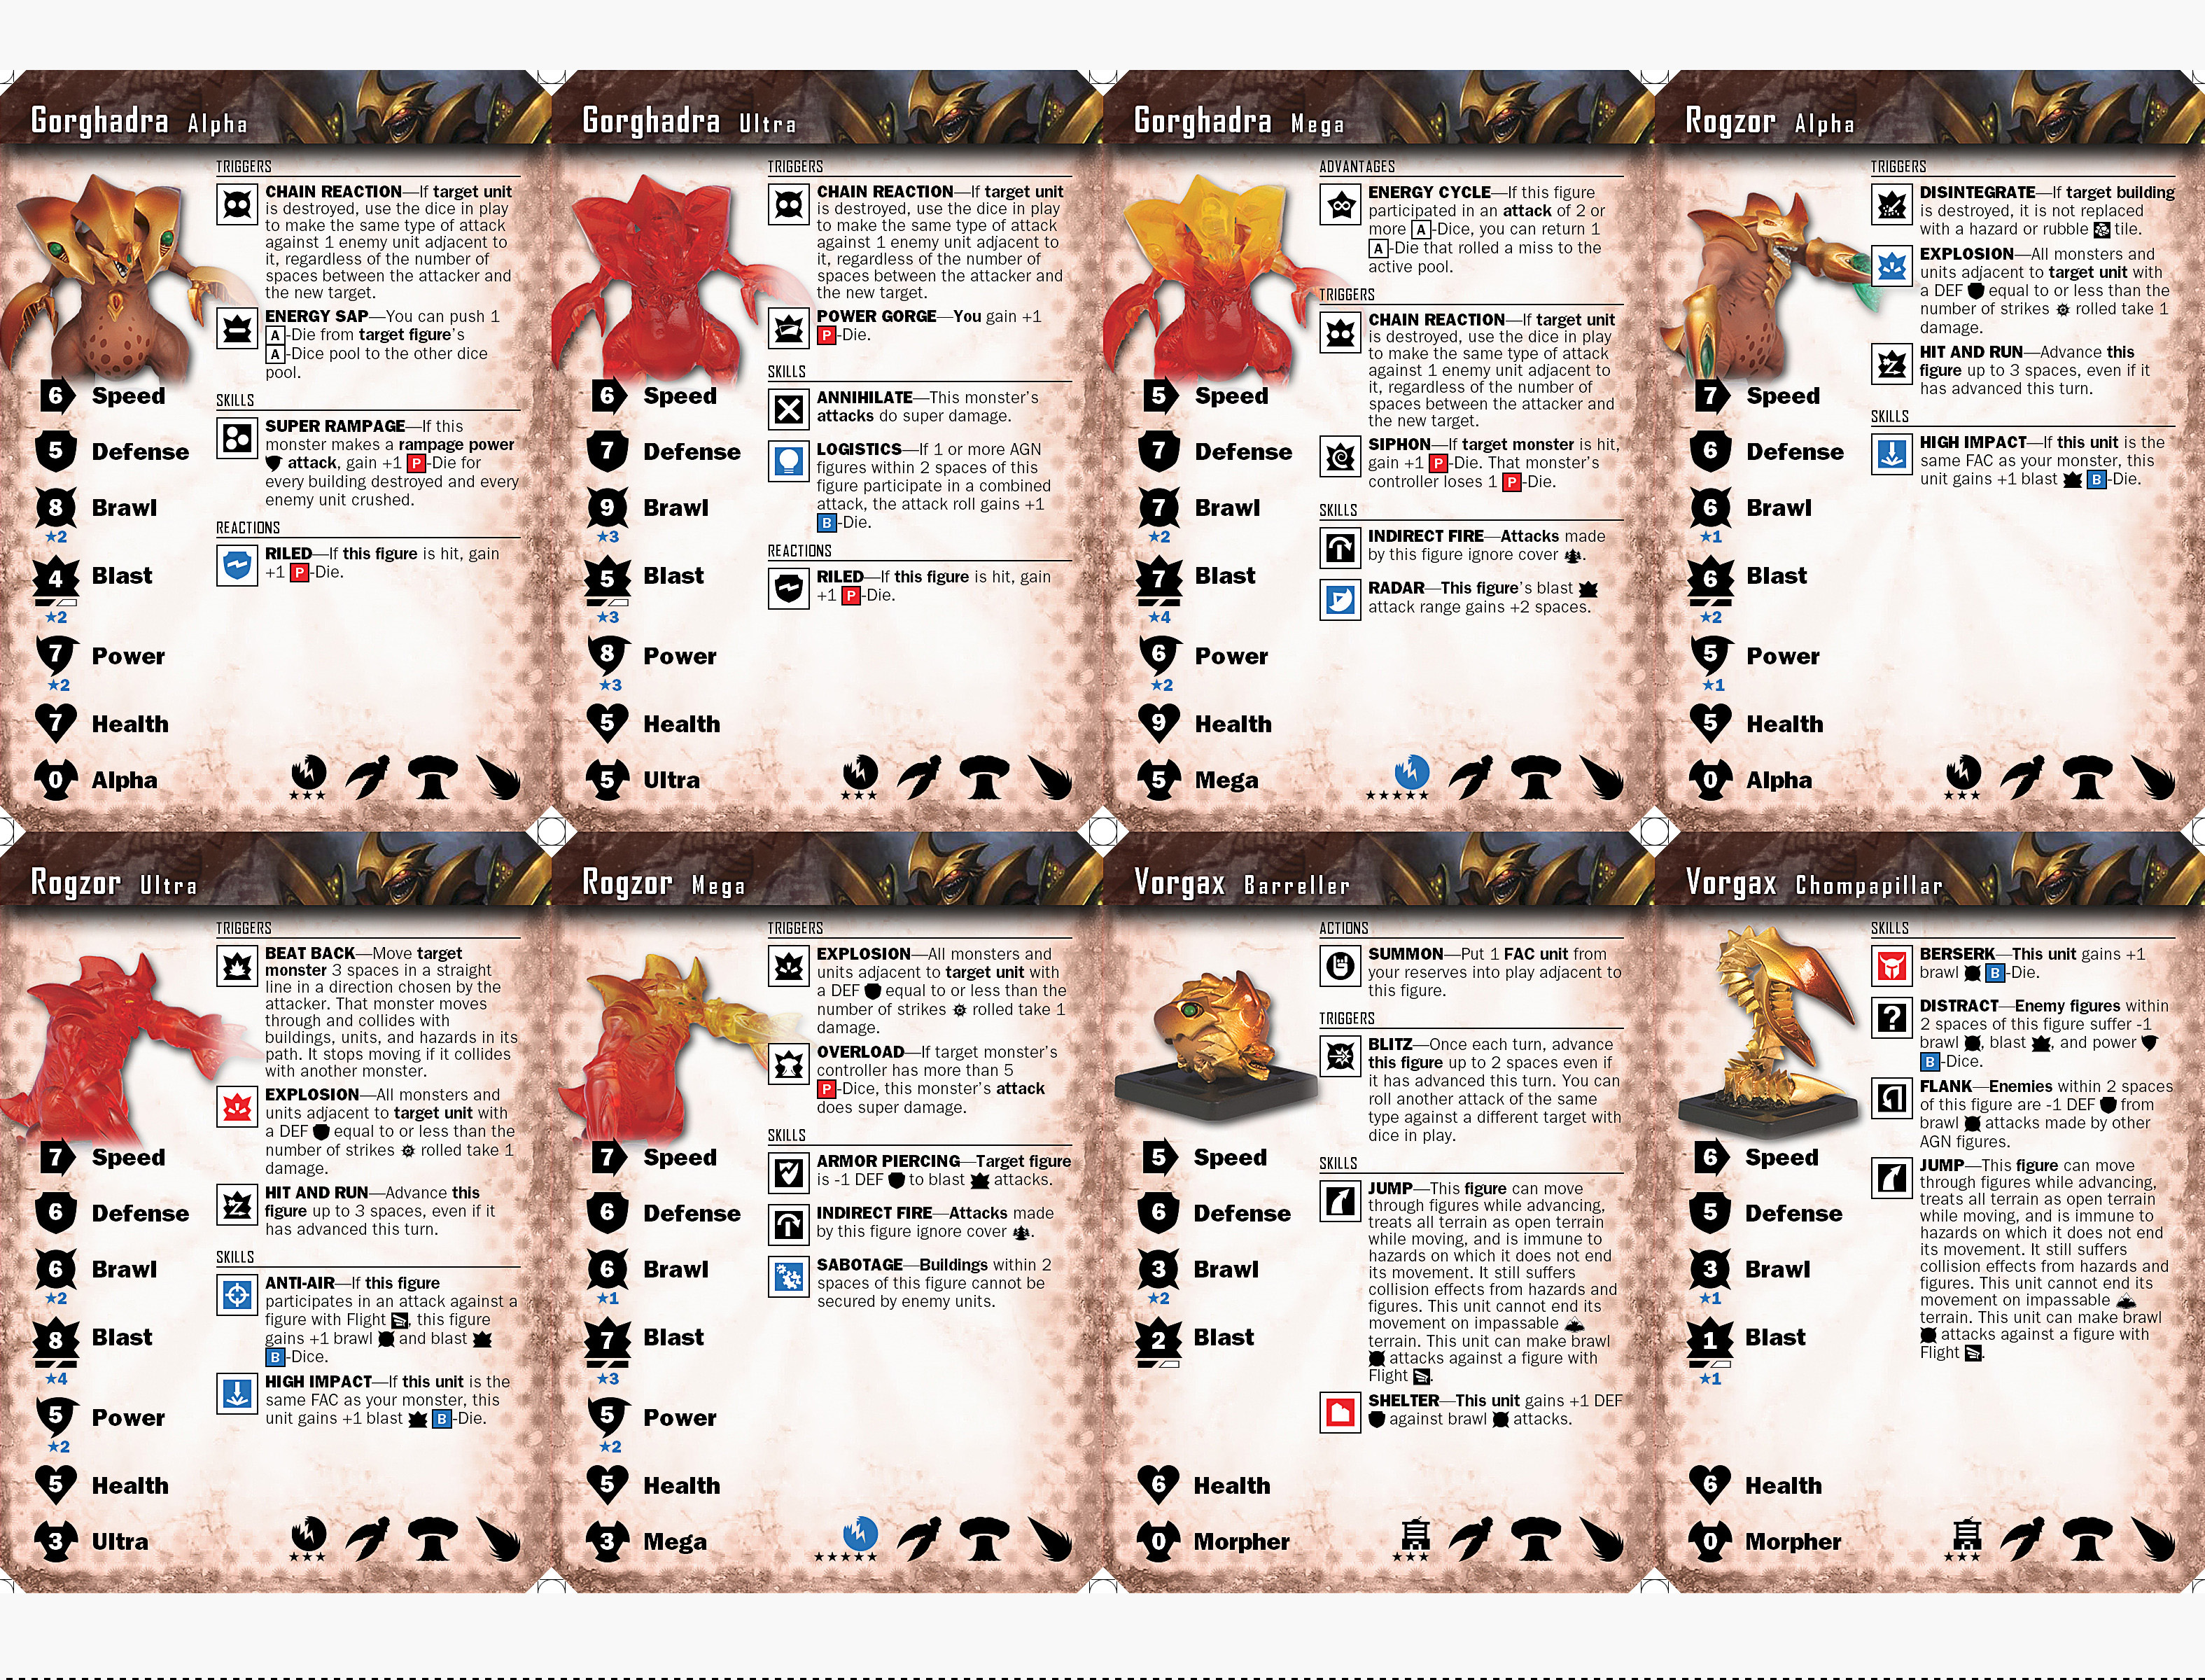 Gorghadra Alpha
TRIGGERS
CHAIN REACTION—If target unit
is destroyed, use the dice in play
to make the same type of attack
against 1 enemy unit adjacent to
it, regardless of the number of
spaces between the attacker and
the new target.
ENERGY SAP—You can push 1
A-Die from target figure's
A-Dice pool to the other dice
pool.
SKILLS
SUPER RAMPAGE—If this
monster makes a rampage power
attack, gain +1 P-Die for
every building destroyed and every
enemy unit crushed.
REACTIONS
RILED—If this figure is hit, gain
+1 P-Die.
6 Speed
5 Defense
8 Brawl
★2
4 Blast
★2
7 Power
★2
7 Health
0 Alpha
★★★
Gorghadra Ultra
TRIGGERS
CHAIN REACTION—If target unit
is destroyed, use the dice in play
to make the same type of attack
against 1 enemy unit adjacent to
it, regardless of the number of
spaces between the attacker and
the new target.
POWER GORGE—You gain +1
P-Die.
SKILLS
ANNIHILATE—This monster's
attacks do super damage.
LOGISTICS—If 1 or more AGN
figures within 2 spaces of this
figure participate in a combined
attack, the attack roll gains +1
B-Die.
REACTIONS
RILED—If this figure is hit, gain
+1 P-Die.
6 Speed
7 Defense
9 Brawl
★3
5 Blast
★3
8 Power
★3
5 Health
5 Ultra
★★★
Gorghadra Mega
ADVANTAGES
ENERGY CYCLE—If this figure
participated in an attack of 2 or
more A-Dice, you can return 1
A-Die that rolled a miss to the
active pool.
TRIGGERS
CHAIN REACTION—If target unit
is destroyed, use the dice in play
to make the same type of attack
against 1 enemy unit adjacent to
it, regardless of the number of
spaces between the attacker and
the new target.
SIPHON—If target monster is hit,
gain +1 P-Die. That monster's
controller loses 1 P-Die.
SKILLS
INDIRECT FIRE—Attacks made
by this figure ignore cover.
RADAR—This figure's blast
attack range gains +2 spaces.
5 Speed
7 Defense
7 Brawl
★2
7 Blast
★4
6 Power
★2
9 Health
5 Mega
★★★★★
Rogzor Alpha
TRIGGERS
DISINTEGRATE—If target building
is destroyed, it is not replaced
with a hazard or rubble tile.
EXPLOSION—All monsters and
units adjacent to target unit with
a DEF equal to or less than the
number of strikes rolled take 1
damage.
HIT AND RUN—Advance this
figure up to 3 spaces, even if it
has advanced this turn.
SKILLS
HIGH IMPACT—If this unit is the
same FAC as your monster, this
unit gains +1 blast B-Die.
7 Speed
6 Defense
6 Brawl
★1
6 Blast
★2
5 Power
★1
5 Health
0 Alpha
★★★
Rogzor Ultra
TRIGGERS
BEAT BACK—Move target
monster 3 spaces in a straight
line in a direction chosen by the
attacker. That monster moves
through and collides with
buildings, units, and hazards in its
path. It stops moving if it collides
with another monster.
EXPLOSION—All monsters and
units adjacent to target unit with
a DEF equal to or less than the
number of strikes rolled take 1
damage.
HIT AND RUN—Advance this
figure up to 3 spaces, even if it
has advanced this turn.
SKILLS
ANTI-AIR—If this figure
participates in an attack against a
figure with Flight, this figure
gains +1 brawl and blast
B-Dice.
HIGH IMPACT—If this unit is the
same FAC as your monster, this
unit gains +1 blast B-Die.
7 Speed
6 Defense
6 Brawl
★2
8 Blast
★4
5 Power
★2
5 Health
3 Ultra
★★★
Rogzor Mega
TRIGGERS
EXPLOSION—All monsters and
units adjacent to target unit with
a DEF equal to or less than the
number of strikes rolled take 1
damage.
OVERLOAD—If target monster's
controller has more than 5
P-Dice, this monster's attack
does super damage.
SKILLS
ARMOR PIERCING—Target figure
is -1 DEF to blast attacks.
INDIRECT FIRE—Attacks made
by this figure ignore cover.
SABOTAGE—Buildings within 2
spaces of this figure cannot be
secured by enemy units.
7 Speed
6 Defense
6 Brawl
★1
7 Blast
★3
5 Power
★2
5 Health
3 Mega
★★★★★
Vorgax Barreller
ACTIONS
SUMMON—Put 1 FAC unit from
your reserves into play adjacent to
this figure.
TRIGGERS
BLITZ—Once each turn, advance
this figure up to 2 spaces even if
it has advanced this turn. You can
roll another attack of the same
type against a different target with
dice in play.
SKILLS
JUMP—This figure can move
through figures while advancing,
treats all terrain as open terrain
while moving, and is immune to
hazards on which it does not end
its movement. It still suffers
collision effects from hazards and
figures. This unit cannot end its
movement on impassable
terrain. This unit can make brawl
attacks against a figure with
Flight.
SHELTER—This unit gains +1 DEF
against brawl attacks.
5 Speed
6 Defense
3 Brawl
★2
2 Blast
6 Health
0 Morpher
★★★
Vorgax Chompapillar
SKILLS
BERSERK—This unit gains +1
brawl B-Die.
DISTRACT—Enemy figures within
2 spaces of this figure suffer -1
brawl, blast, and power
B-Dice.
FLANK—Enemies within 2 spaces
of this figure are -1 DEF from
brawl attacks made by other
AGN figures.
JUMP—This figure can move
through figures while advancing,
treats all terrain as open terrain
while moving, and is immune to
hazards on which it does not end
its movement. It still suffers
collision effects from hazards and
figures. This unit cannot end its
movement on impassable
terrain. This unit can make brawl
attacks against a figure with
Flight.
6 Speed
5 Defense
3 Brawl
★1
1 Blast
★1
6 Health
0 Morpher
★★★